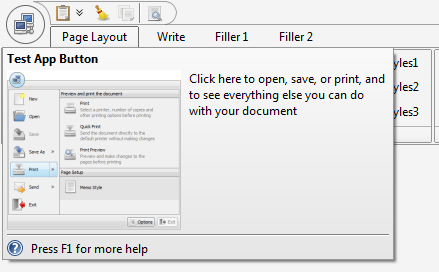 Page Layout Write Filler 1 Filler 2
Test App Button
yles1
yles2
yles3
Click here to open, save, or print, and
to see everything else you can do
with your document
New
Open
Save
Save As
Print
Send
Exit
Preview and print the document
Print
Select a printer, number of copies and
other printing options before printing
Quick Print
Send the document directly to the
default printer without making changes
Print Preview
Preview and make changes to the
pages before printing
Page Setup
Memo Style
Options Exit
Press F1 for more help